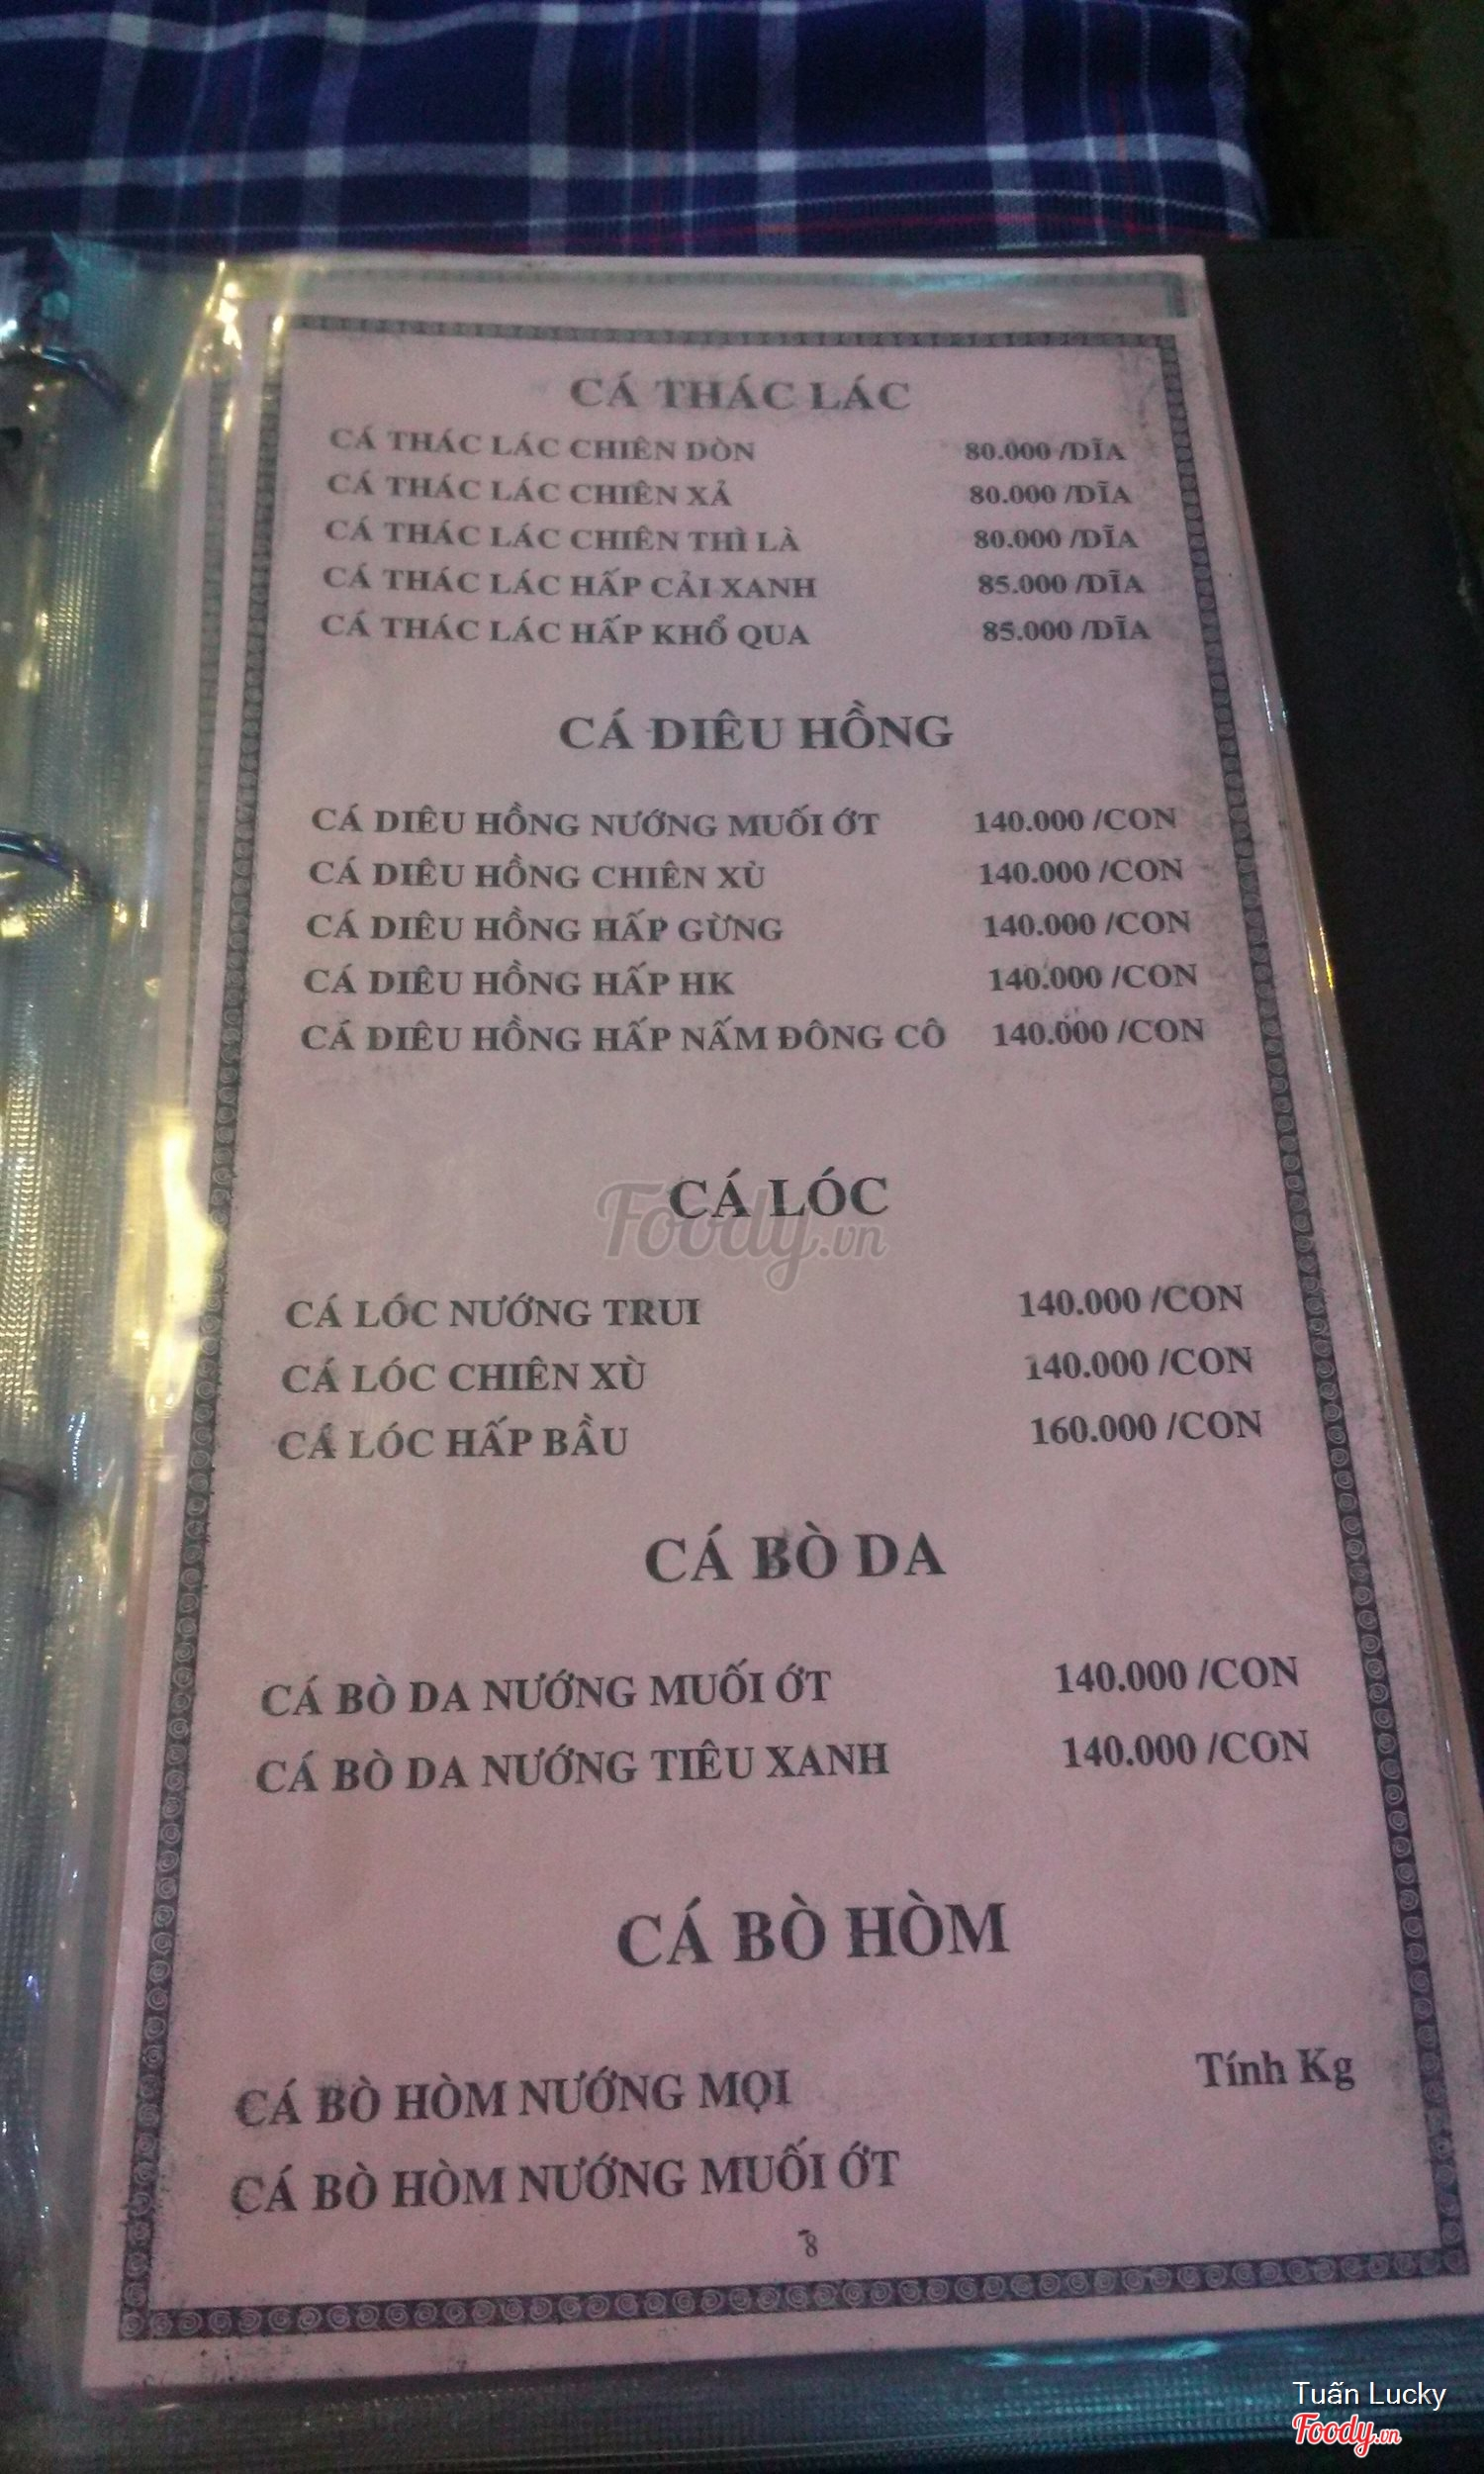 CÁ THÁC LÁC
CÁ THÁC LÁC CHIÊN DÒN 80.000 /DĨA
CÁ THÁC LÁC CHIÊN XẢ 80.000 /DĨA
CÁ THÁC LÁC CHIÊN THÌ LÀ 80.000 /DĨA
CÁ THÁC LÁC HẤP CẢI XANH 85.000 /DĨA
CÁ THÁC LÁC HẤP KHỔ QUA 85.000 /DĨA
CÁ DIÊU HỒNG
CÁ DIÊU HỒNG NƯỚNG MUỐI ỚT 140.000 /CON
CÁ DIÊU HỒNG CHIÊN XÙ 140.000 /CON
CÁ DIÊU HỒNG HẤP GỪNG 140.000 /CON
CÁ DIÊU HỒNG HẤP HK 140.000 /CON
CÁ DIÊU HỒNG HẤP NẤM ĐÔNG CÔ 140.000 /CON
CÁ LÓC
Foody.vn
CÁ LÓC NƯỚNG TRUI 140.000 /CON
CÁ LÓC CHIÊN XÙ 140.000 /CON
CÁ LÓC HẤP BẦU 160.000 /CON
CÁ BÒ DA
CÁ BÒ DA NƯỚNG MUỐI ỚT 140.000 /CON
CÁ BÒ DA NƯỚNG TIÊU XANH 140.000 /CON
CÁ BÒ HÒM
CÁ BÒ HÒM NƯỚNG MỌI Tính Kg
CÁ BÒ HÒM NƯỚNG MUỐI ỚT
8
Tuấn Lucky
Foody.vn